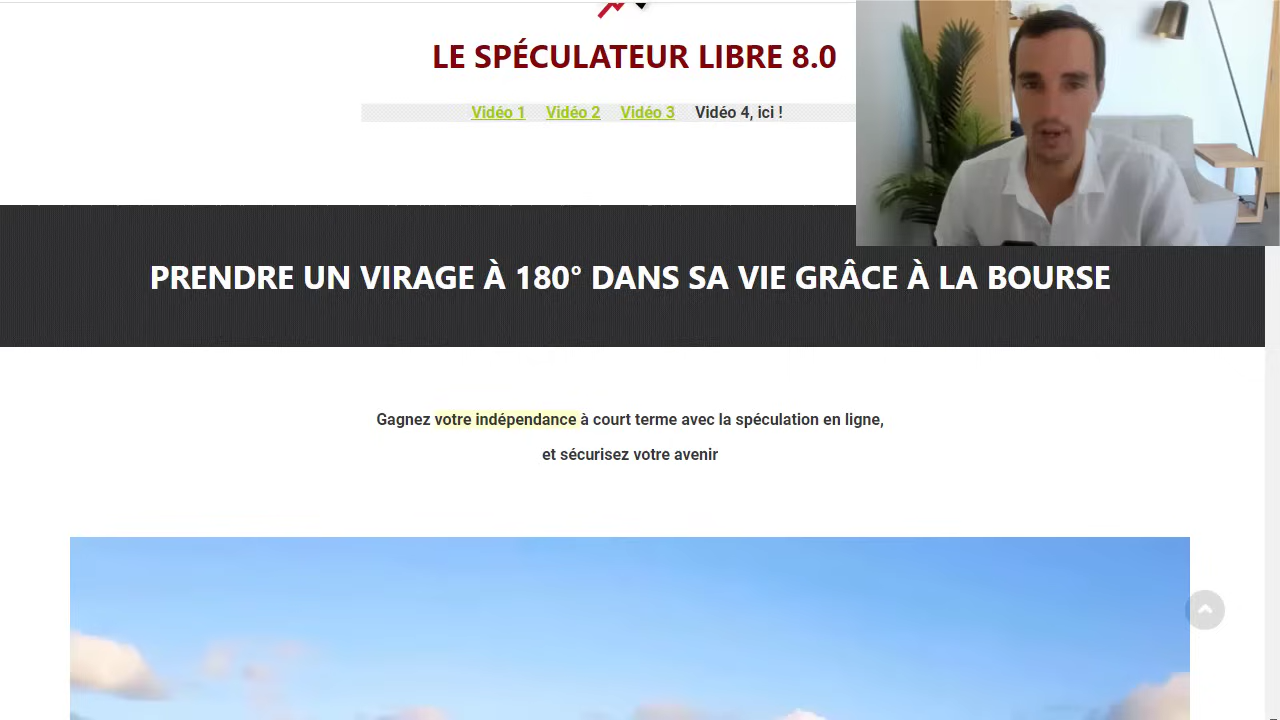 LE SPÉCULATEUR LIBRE 8.0
Vidéo 1 Vidéo 2 Vidéo 3 Vidéo 4, ici !
PRENDRE UN VIRAGE À 180° DANS SA VIE GRÂCE À LA BOURSE
Gagnez votre indépendance à court terme avec la spéculation en ligne,
et sécurisez votre avenir